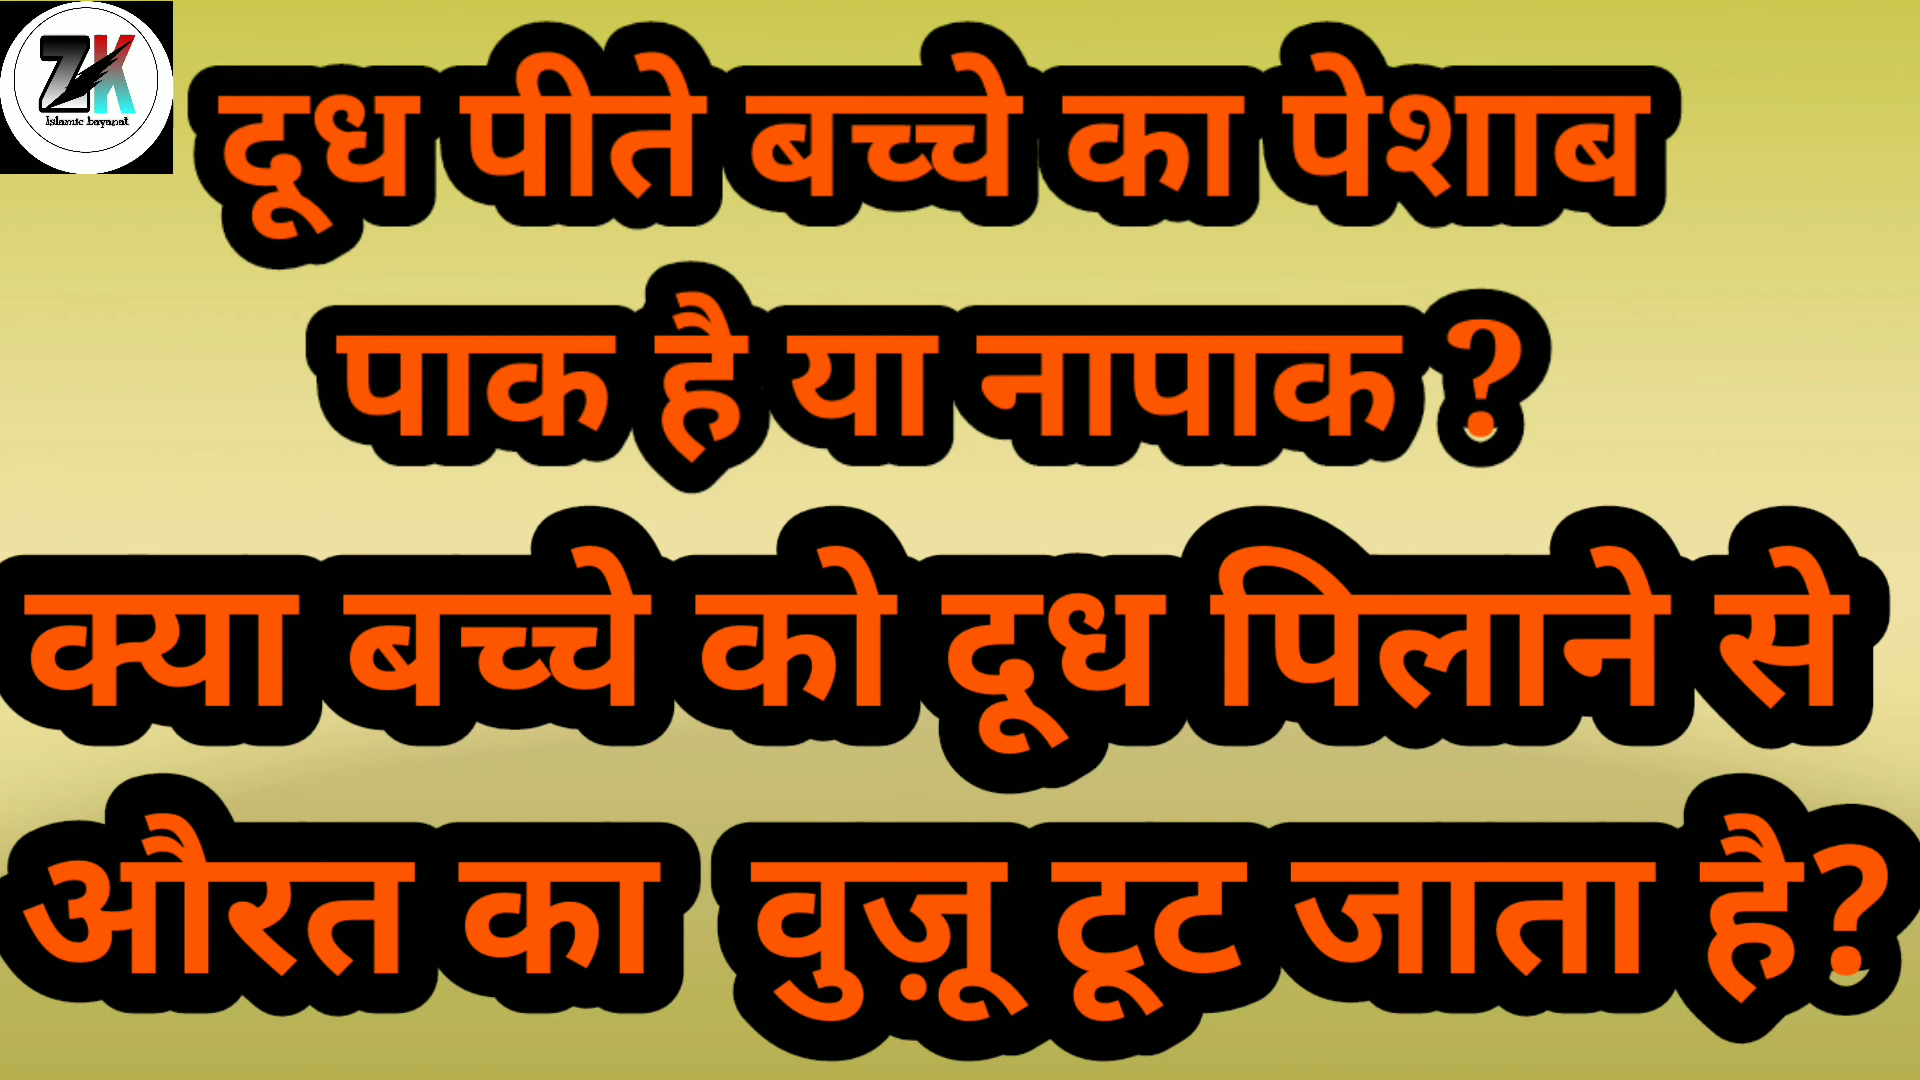 ZK
Islamic bayanat
दूध पीते बच्चे का पेशाब
पाक है या नापाक ?
क्या बच्चे को दूध पिलाने से
औरत का वुज़ू टूट जाता है?